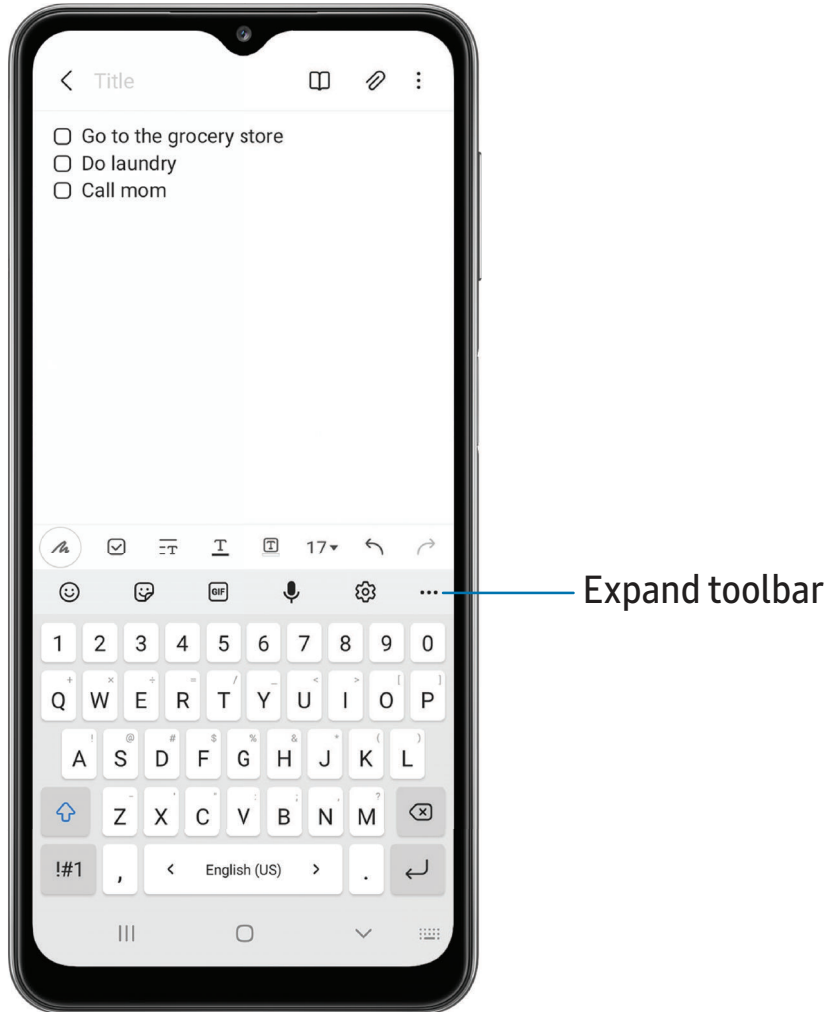 Title
Go to the grocery store
Do laundry
Call mom
T T T 17
GIF
Expand toolbar
1 2 3 4 5 6 7 8 9 0
+ × ÷ = / _ < > [ ]
Q W E R T Y U I O P
! @ # $ % & * ( )
A S D F G H J K L
Z X C V B N M
!#1 , < English (US) > .